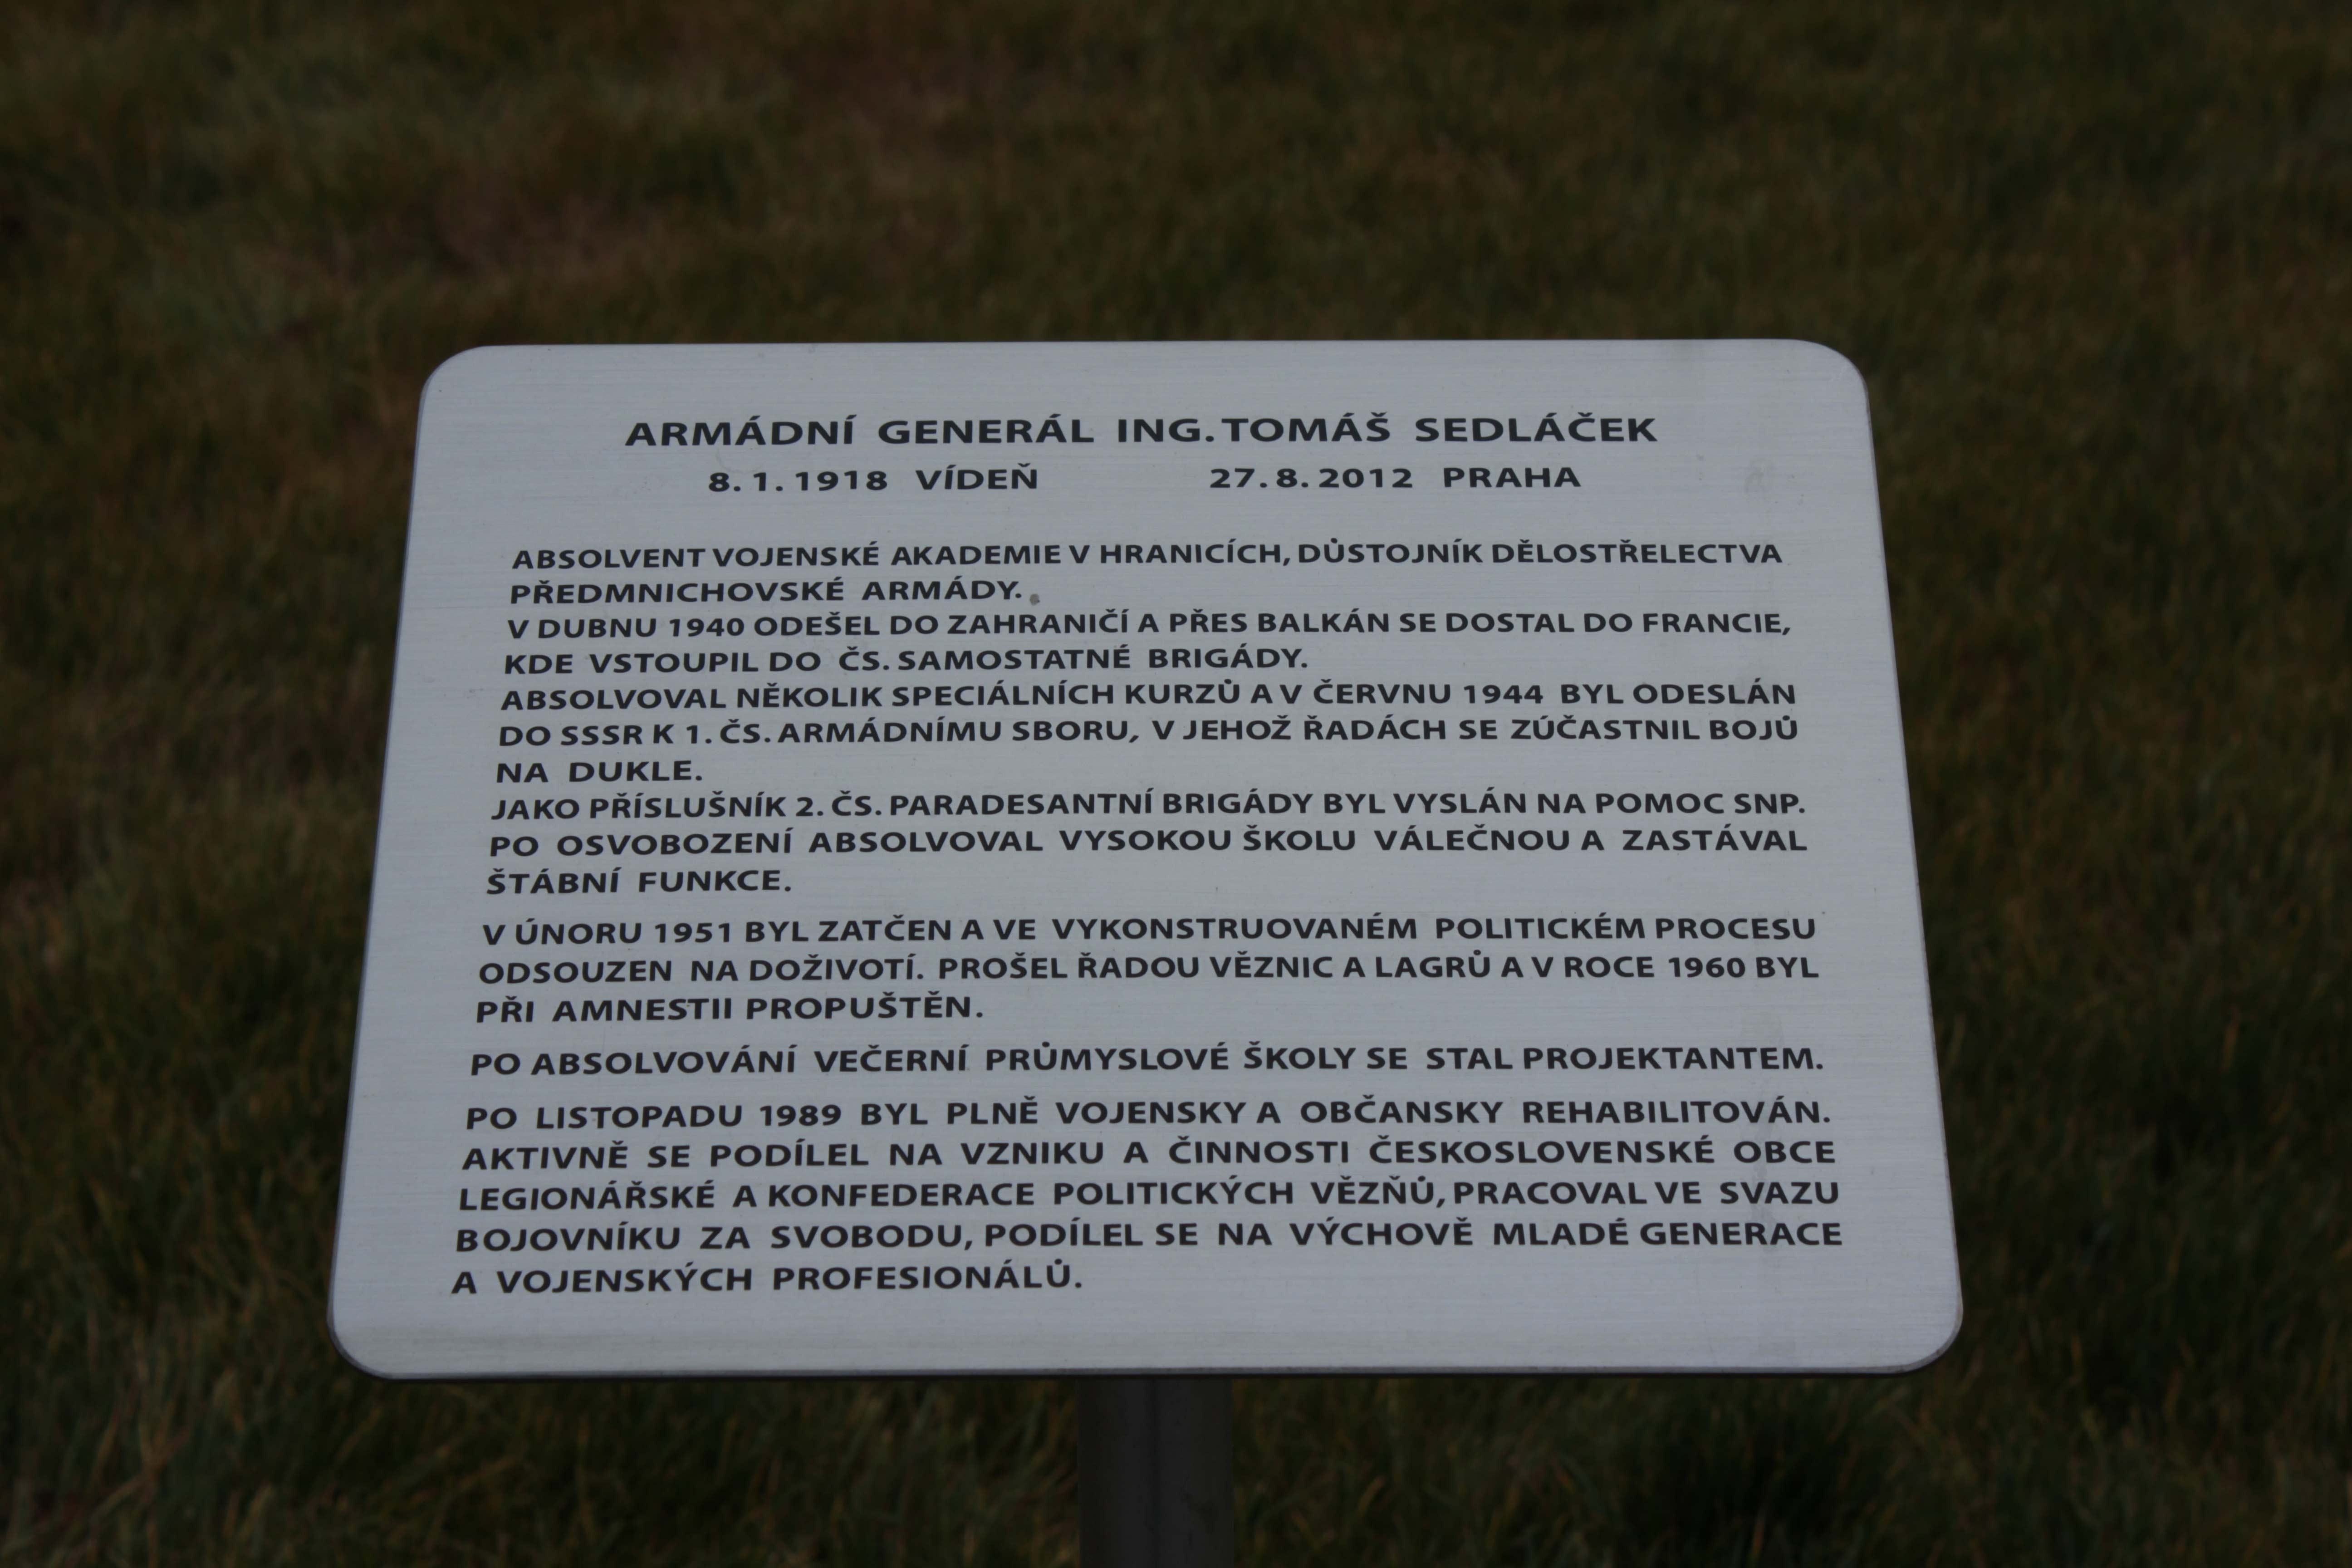 ARMÁDNÍ GENERÁL ING. TOMÁŠ SEDLÁČEK
8. 1. 1918 VÍDEŇ 27. 8. 2012 PRAHA
ABSOLVENT VOJENSKÉ AKADEMIE V HRANICÍCH, DŮSTOJNÍK DĚLOSTŘELECTVA
PŘEDMNICHOVSKÉ ARMÁDY.
V DUBNU 1940 ODEŠEL DO ZAHRANIČÍ A PŘES BALKÁN SE DOSTAL DO FRANCIE,
KDE VSTOUPIL DO ČS. SAMOSTATNÉ BRIGÁDY.
ABSOLVOVAL NĚKOLIK SPECIÁLNÍCH KURZŮ A V ČERVNU 1944 BYL ODESLÁN
DO SSSR K 1. ČS. ARMÁDNÍMU SBORU, V JEHOŽ ŘADÁCH SE ZÚČASTNIL BOJŮ
NA DUKLE.
JAKO PŘÍSLUŠNÍK 2. ČS. PARADESANTNÍ BRIGÁDY BYL VYSLÁN NA POMOC SNP.
PO OSVOBOZENÍ ABSOLVOVAL VYSOKOU ŠKOLU VÁLEČNOU A ZASTÁVAL
ŠTÁBNÍ FUNKCE.
V ÚNORU 1951 BYL ZATČEN A VE VYKONSTRUOVANÉM POLITICKÉM PROCESU
ODSOUZEN NA DOŽIVOTÍ. PROŠEL ŘADOU VĚZNIC A LAGRŮ A V ROCE 1960 BYL
PŘI AMNESTII PROPUŠTĚN.
PO ABSOLVOVÁNÍ VEČERNÍ PRŮMYSLOVÉ ŠKOLY SE STAL PROJEKTANTEM.
PO LISTOPADU 1989 BYL PLNĚ VOJENSKY A OBČANSKY REHABILITOVÁN.
AKTIVNĚ SE PODÍLEL NA VZNIKU A ČINNOSTI ČESKOSLOVENSKÉ OBCE
LEGIONÁŘSKÉ A KONFEDERACE POLITICKÝCH VĚZŇŮ, PRACOVAL VE SVAZU
BOJOVNÍKU ZA SVOBODU, PODÍLEL SE NA VÝCHOVĚ MLADÉ GENERACE
A VOJENSKÝCH PROFESIONÁLŮ.